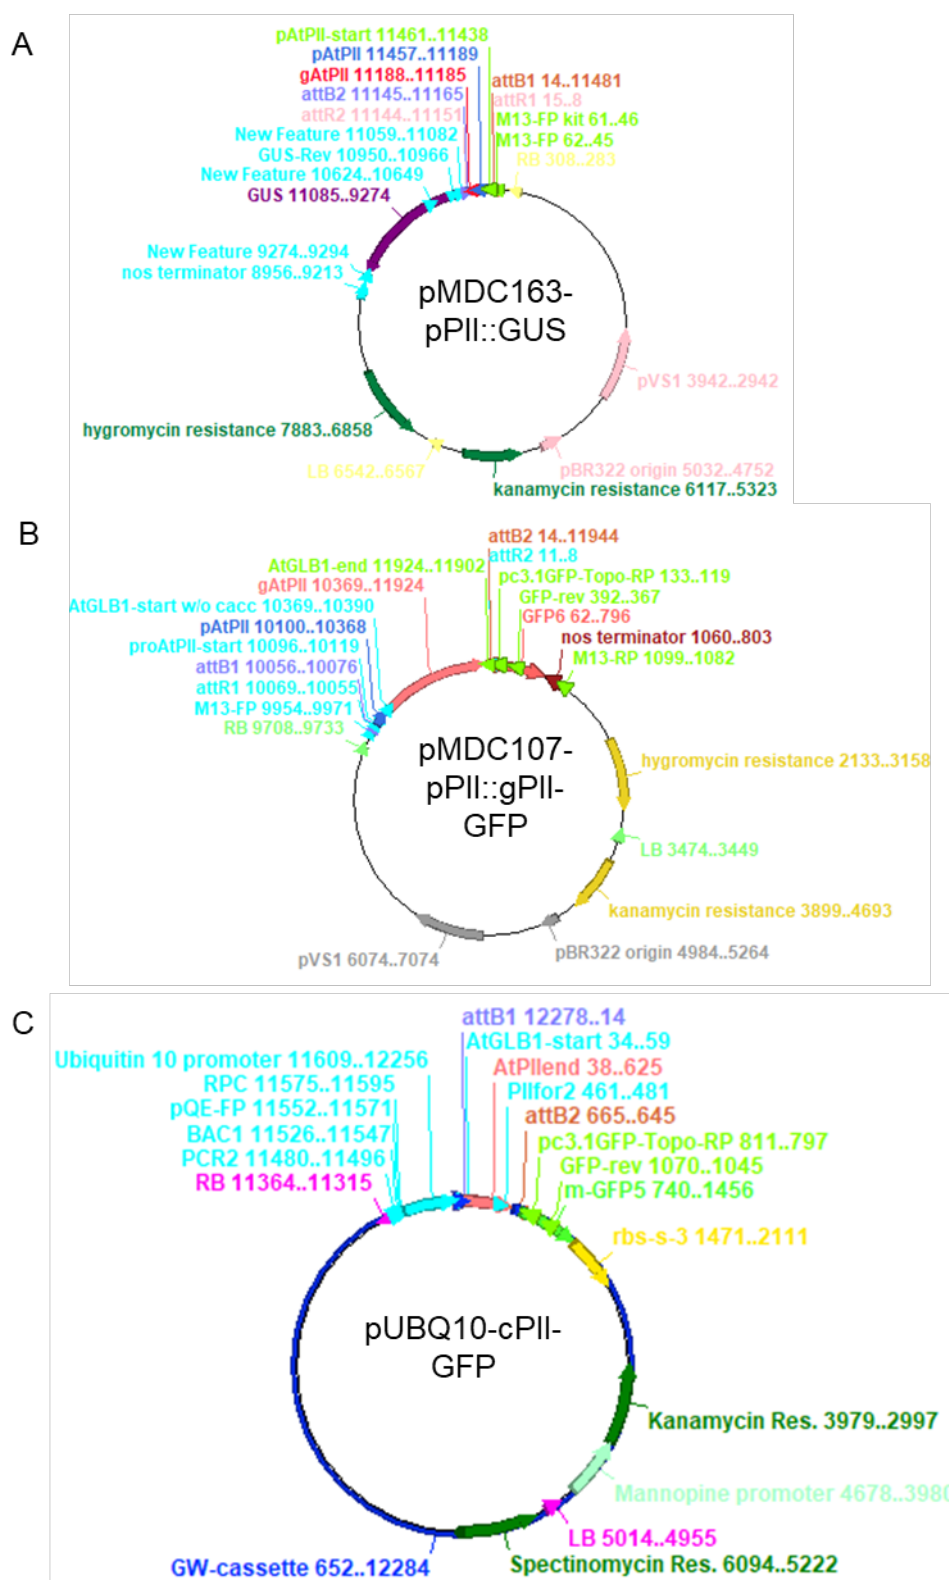 A
pAtPII-start 11461..11438
pAtPII 11457..11189
gAtPII 11188..11185
attB2 11145..11165
attR2 11144..11151
New Feature 11059..11082
GUS-Rev 10950..10966
New Feature 10624..10649
GUS 11085..9274
New Feature 9274..9294
nos terminator 8956..9213
attB1 14..11481
attR1 15..8
M13-FP kit 61..46
M13-FP 62..45
RB 308..283
pMDC163-
pPII::GUS
pVS1 3942..2942
hygromycin resistance 7883..6858
LB 6542..6567
pBR322 origin 5032..4752
kanamycin resistance 6117..5323
B
attB2 14..11944
attR2 11..8
AtGLB1-end 11924..11902
pc3.1GFP-Topo-RP 133..119
gAtPII 10369..11924
GFP-rev 392..367
AtGLB1-start w/o cacc 10369..10390
GFP6 62..796
pAtPII 10100..10368
nos terminator 1060..803
proAtPII-start 10096..10119
M13-RP 1099..1082
attB1 10056..10076
attR1 10069..10055
M13-FP 9954..9971
RB 9708..9733
pMDC107-
pPII::gPII-
GFP
hygromycin resistance 2133..3158
LB 3474..3449
kanamycin resistance 3899..4693
pBR322 origin 4984..5264
pVS1 6074..7074
C
attB1 12278..14
AtGLB1-start 34..59
Ubiquitin 10 promoter 11609..12256
AtPIIend 38..625
RPC 11575..11595
PIIfor2 461..481
pQE-FP 11552..11571
attB2 665..645
BAC1 11526..11547
pc3.1GFP-Topo-RP 811..797
PCR2 11480..11496
GFP-rev 1070..1045
RB 11364..11315
m-GFP5 740..1456
rbs-s-3 1471..2111
pUBQ10-cPII-
GFP
Kanamycin Res. 3979..2997
Mannopine promoter 4678..3980
LB 5014..4955
GW-cassette 652..12284
Spectinomycin Res. 6094..5222